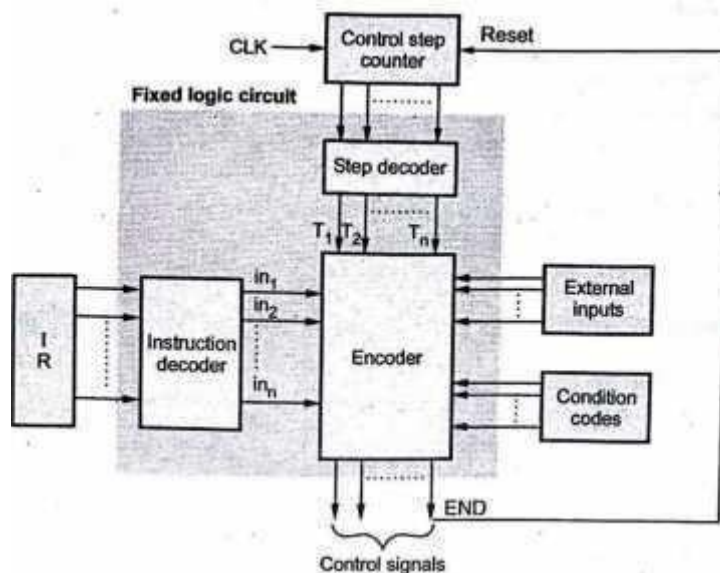 CLK
Control step
counter
Reset
Fixed logic circuit
Step decoder
T1 T2 Tn
I
R
Instruction
decoder
in1
in2
inn
Encoder
External
inputs
Condition
codes
END
Control signals